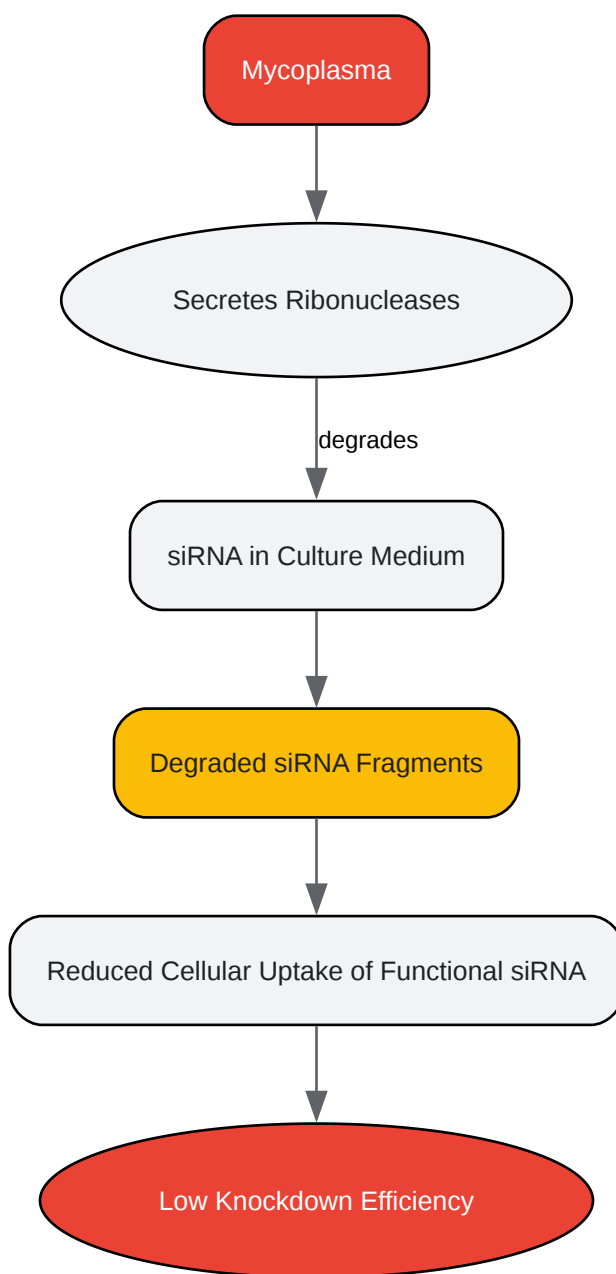 Mycoplasma
Secretes Ribonucleases
degrades
siRNA in Culture Medium
Degraded siRNA Fragments
Reduced Cellular Uptake of Functional siRNA
Low Knockdown Efficiency